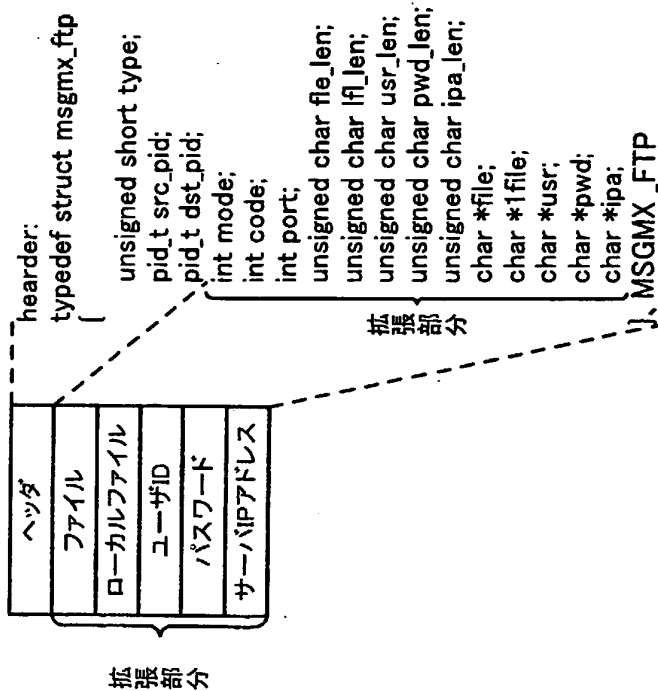 拡張部分
ヘッダ
ファイル
ローカルファイル
ユーザID
パスワード
サーバIPアドレス
hearder:
typedef struct msgmx_ftp
{
unsigned short type;
pid_t src_pid;
pid_t dst_pid;
int mode;
int code;
int port;
unsigned char fle_len;
unsigned char lfl_len;
unsigned char usr_len;
unsigned char pwd_len;
unsigned char ipa_len;
char *file;
char *1file;
char *usr;
char *pwd;
char *ipa;
拡張部分
}、MSGMX_FTP